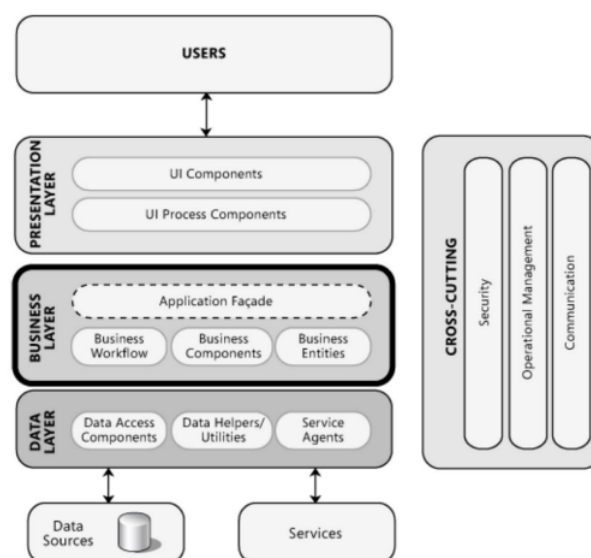 USERS
PRESENTATION
LAYER
UI Components
UI Process Components
BUSINESS
LAYER
Application Façade
Business
Workflow
Business
Components
Business
Entities
DATA
LAYER
Data Access
Components
Data Helpers/
Utilities
Service
Agents
Data
Sources
Services
CROSS-CUTTING
Security
Operational Management
Communication